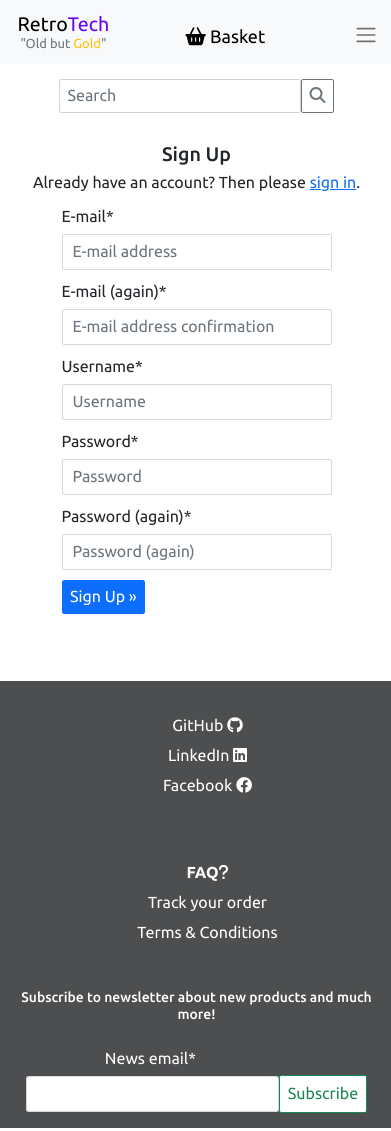 RetroTech
"Old but Gold"
Basket
Search
Sign Up
Already have an account? Then please sign in.
E-mail*
E-mail address
E-mail (again)*
E-mail address confirmation
Username*
Username
Password*
Password
Password (again)*
Password (again)
Sign Up »
GitHub
LinkedIn
Facebook
FAQ?
Track your order
Terms & Conditions
Subscribe to newsletter about new products and much
more!
News email*
Subscribe